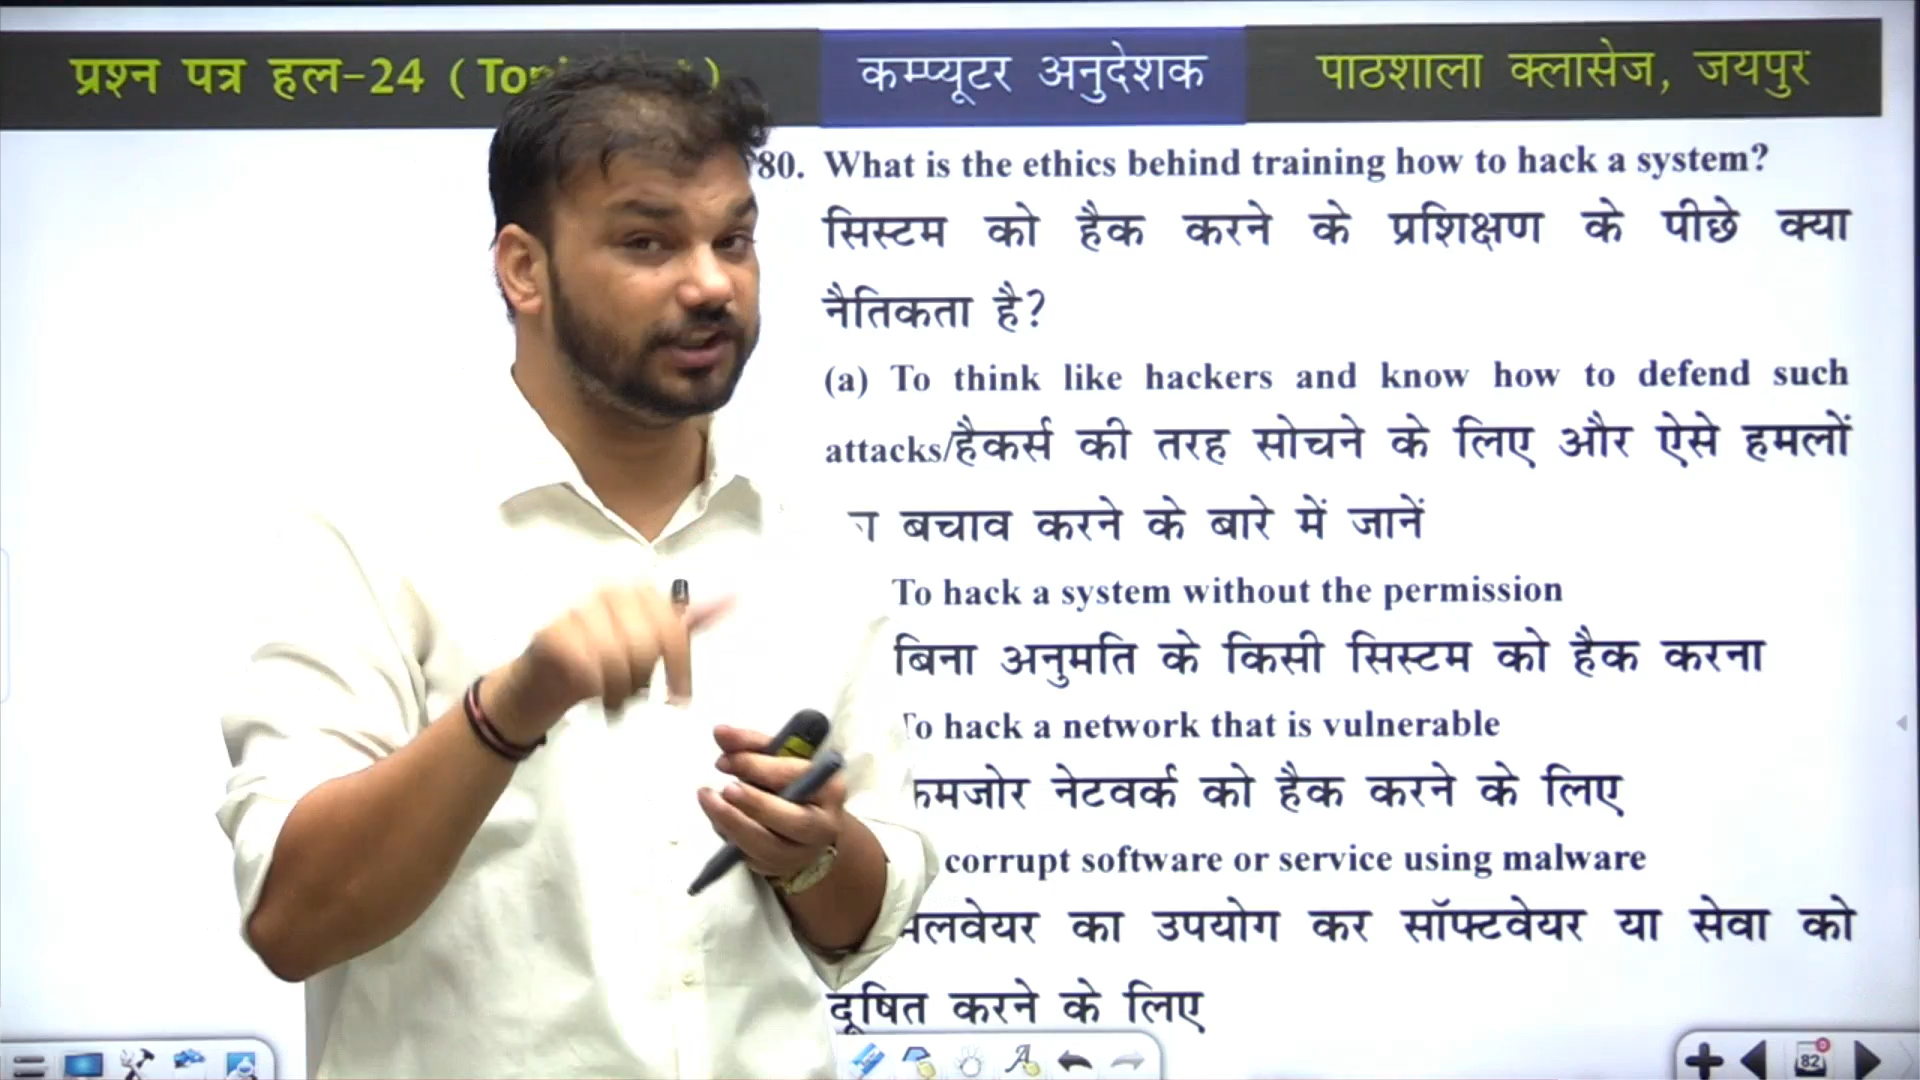 प्रश्न पत्र हल-24 ( )
कम्प्यूटर अनुदेशक
पाठशाला क्लासेज, जयपुर
80. What is the ethics behind training how to hack a system?
सिस्टम को हैक करने के प्रशिक्षण के पीछे क्या
नैतिकता है?
(a) To think like hackers and know how to defend such
attacks/हैकर्स की तरह सोचने के लिए और ऐसे हमलों
बचाव करने के बारे में जानें
To hack a system without the permission
बिना अनुमति के किसी सिस्टम को हैक करना
To hack a network that is vulnerable
कमजोर नेटवर्क को हैक करने के लिए
corrupt software or service using malware
मैलवेयर का उपयोग कर सॉफ्टवेयर या सेवा को
दूषित करने के लिए
82